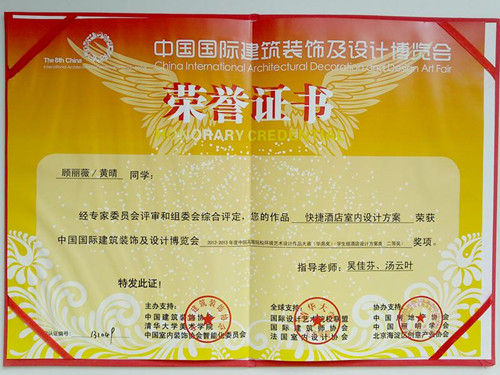 The 8th China
中国国际建筑装饰及设计博览会
China International Architectural Decoration and Design Art Fair
荣誉证书
HONORARY CREDENTIAL
顾丽薇/黄晴 同学:
经专家委员会评审和组委会综合评定,您的作品 快捷酒店室内设计方案 荣获
中国国际建筑装饰及设计博览会 奖项。
指导老师:吴佳芬、汤云叶
特发此证!
主办支持: 全球支持: 协办支持:
中国建筑装饰协会 国际设计艺术院校联盟
清华大学美术学院 国际建筑师协会 中国照明学会
中国室内装饰协会智能化委员会 法国室内设计协会 北京海淀区创意产业协会